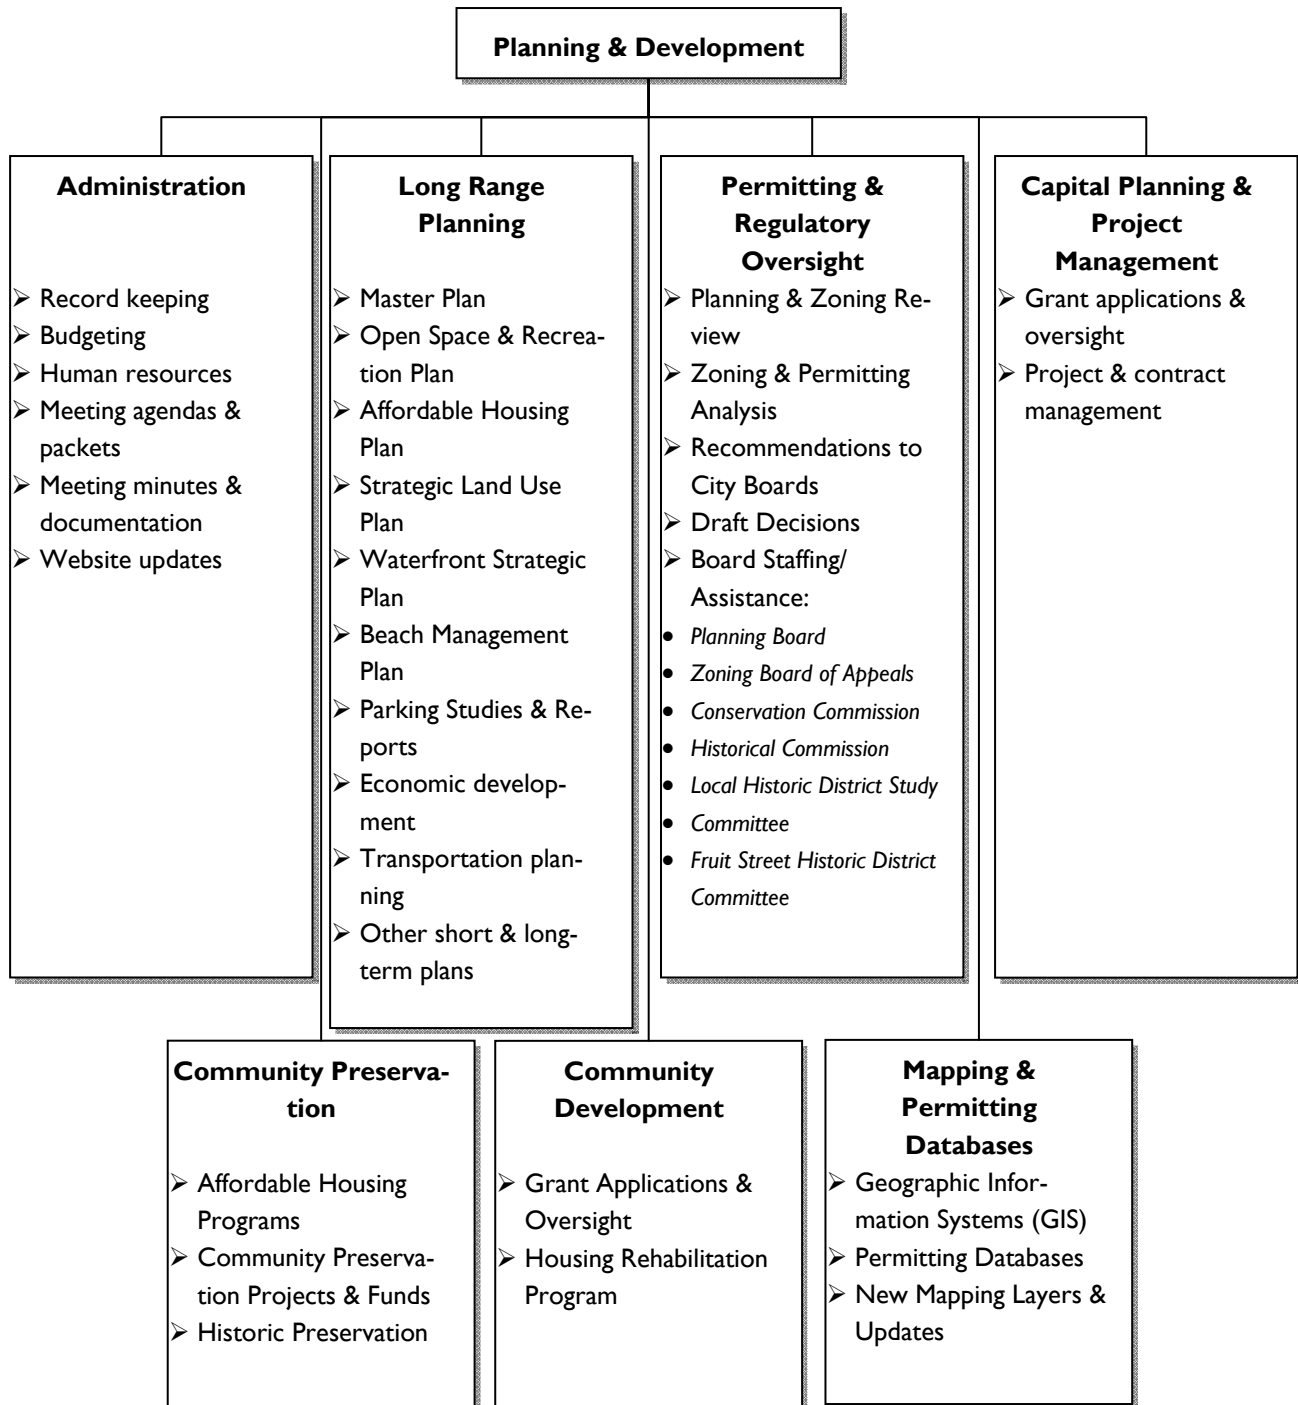 Planning & Development
Administration
➢ Record keeping
➢ Budgeting
➢ Human resources
➢ Meeting agendas &
packets
➢ Meeting minutes &
documentation
➢ Website updates
Long Range
Planning
➢ Master Plan
➢ Open Space & Recrea-
tion Plan
➢ Affordable Housing
Plan
➢ Strategic Land Use
Plan
➢ Waterfront Strategic
Plan
➢ Beach Management
Plan
➢ Parking Studies & Re-
ports
➢ Economic develop-
ment
➢ Transportation plan-
ning
➢ Other short & long-
term plans
Permitting &
Regulatory
Oversight
➢ Planning & Zoning Re-
view
➢ Zoning & Permitting
Analysis
➢ Recommendations to
City Boards
➢ Draft Decisions
➢ Board Staffing/
Assistance:
• Planning Board
• Zoning Board of Appeals
• Conservation Commission
• Historical Commission
• Local Historic District Study
• Committee
• Fruit Street Historic District
Committee
Capital Planning &
Project
Management
➢ Grant applications &
oversight
➢ Project & contract
management
Community Preserva-
tion
➢ Affordable Housing
Programs
➢ Community Preserva-
tion Projects & Funds
➢ Historic Preservation
Community
Development
➢ Grant Applications &
Oversight
➢ Housing Rehabilitation
Program
Mapping &
Permitting
Databases
➢ Geographic Infor-
mation Systems (GIS)
➢ Permitting Databases
➢ New Mapping Layers &
Updates